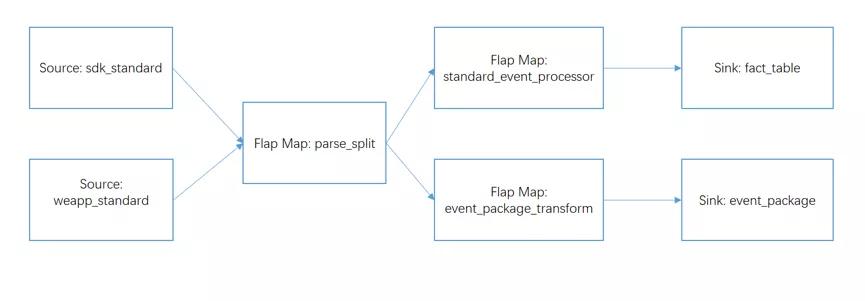 Source: sdk_standard
Source:
weapp_standard
Flap Map: parse_split
Flap Map:
standard_event_processor
Flap Map:
event_package_transform
Sink: fact_table
Sink: event_package